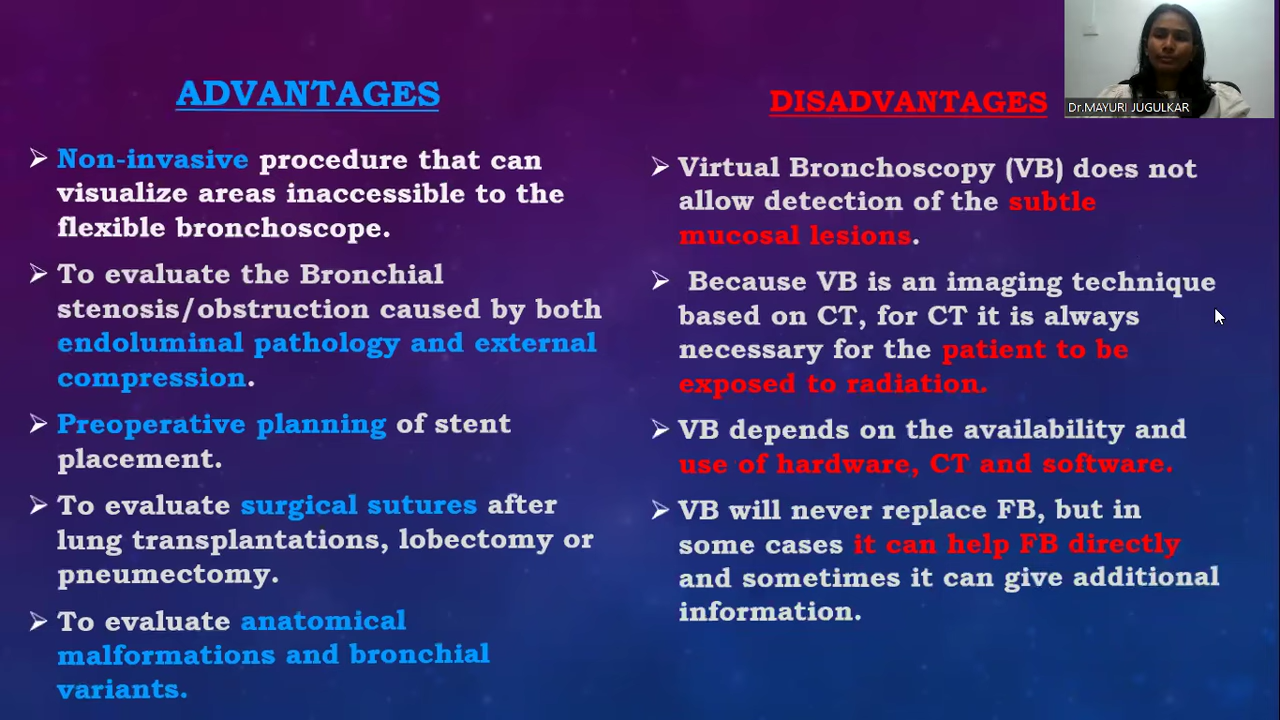 ADVANTAGES
Non-invasive procedure that can
visualize areas inaccessible to the
flexible bronchoscope.
To evaluate the Bronchial
stenosis/obstruction caused by both
endoluminal pathology and external
compression.
Preoperative planning of stent
placement.
To evaluate surgical sutures after
lung transplantations, lobectomy or
pneumectomy.
To evaluate anatomical
malformations and bronchial
variants.
DISADVANTAGES
Virtual Bronchoscopy (VB) does not
allow detection of the subtle
mucosal lesions.
Because VB is an imaging technique
based on CT, for CT it is always
necessary for the patient to be
exposed to radiation.
VB depends on the availability and
use of hardware, CT and software.
VB will never replace FB, but in
some cases it can help FB directly
and sometimes it can give additional
information.
Dr.MAYURI JUGULKAR